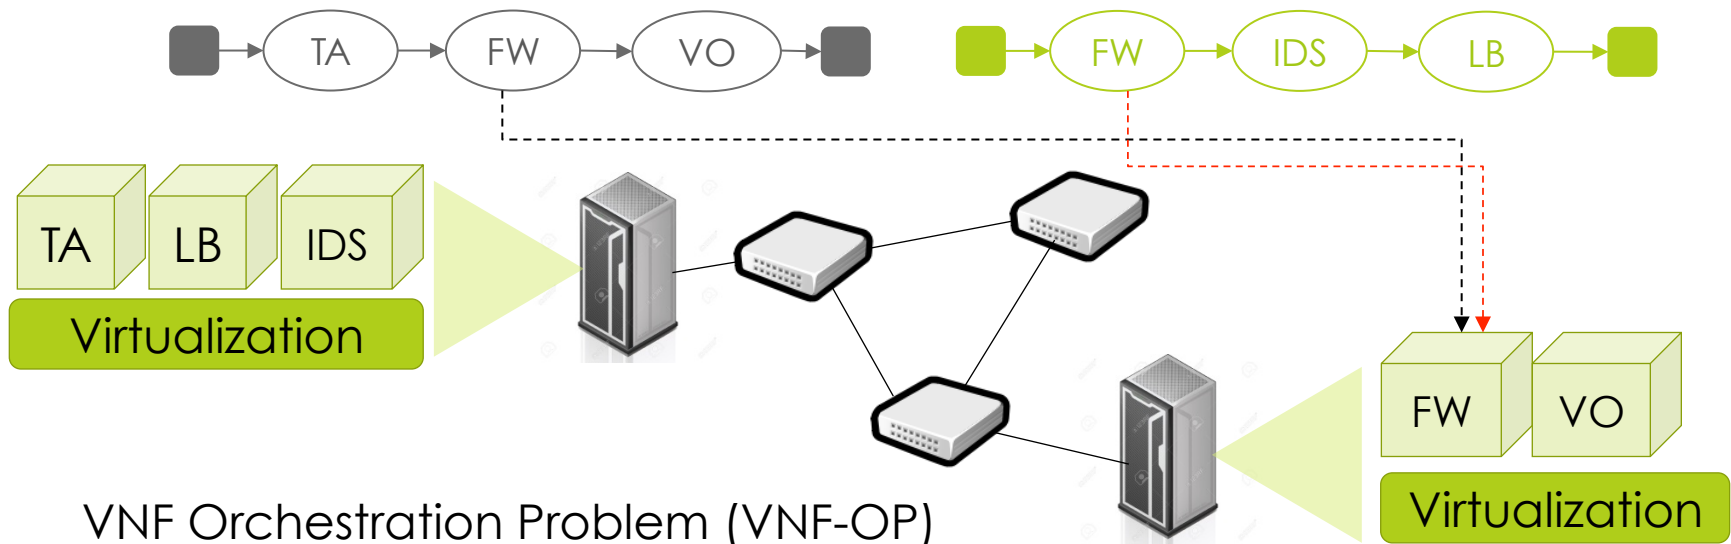 TA FW VO
FW IDS LB
TA LB IDS
Virtualization
FW VO
Virtualization
VNF Orchestration Problem (VNF-OP)